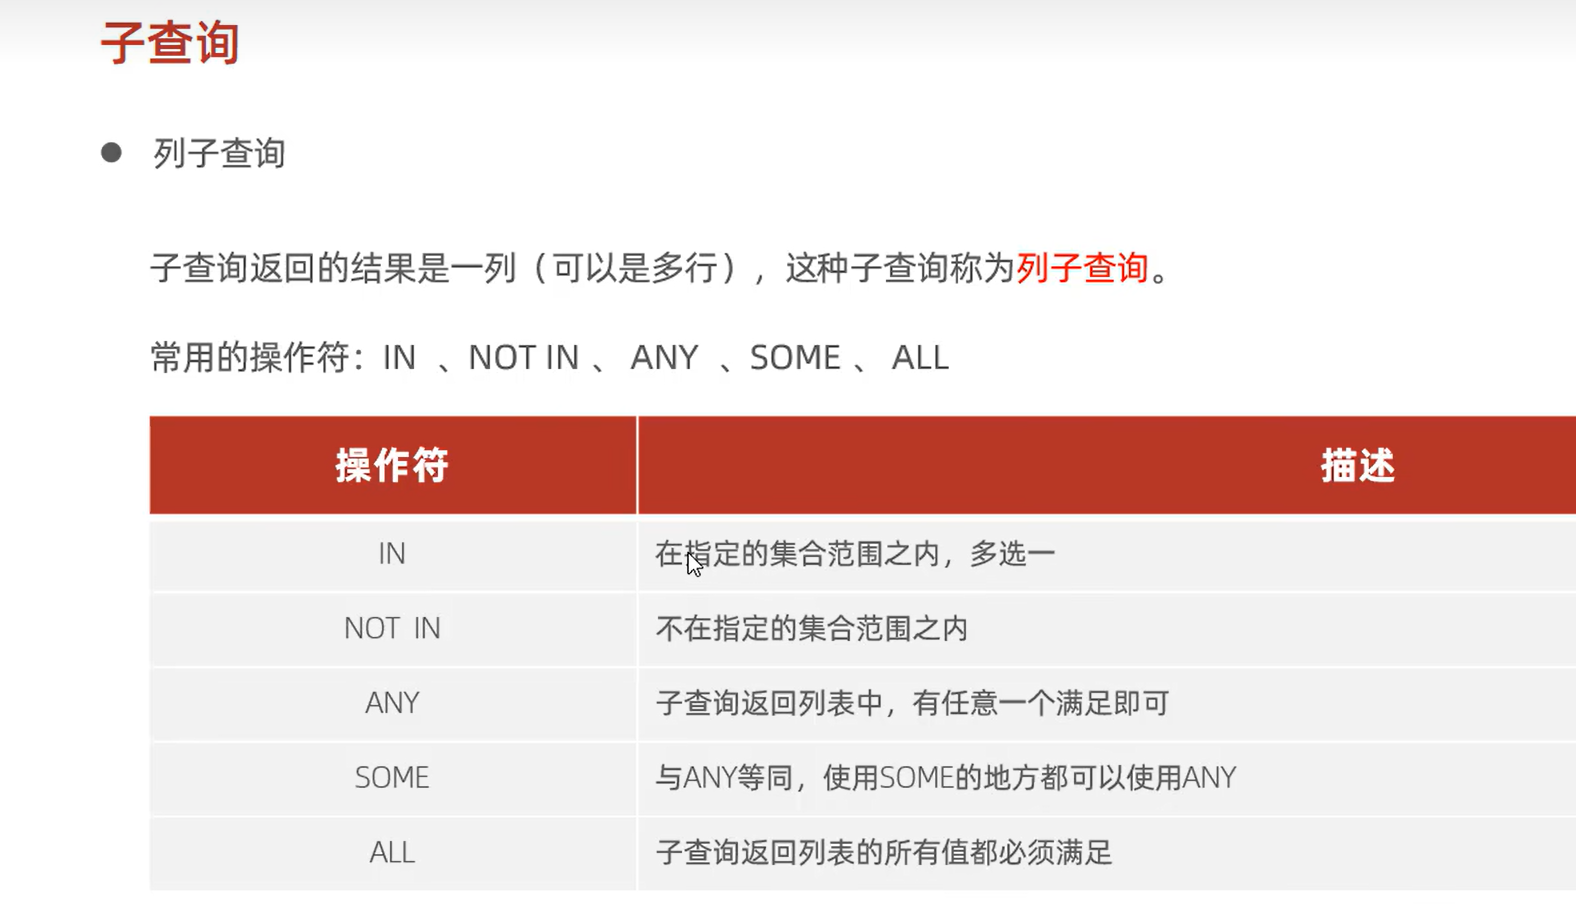 子查询
列子查询
子查询返回的结果是一列（可以是多行），这种子查询称为列子查询。
常用的操作符：IN 、NOT IN 、 ANY 、SOME 、 ALL
操作符 描述
IN 在指定的集合范围之内，多选一
NOT IN 不在指定的集合范围之内
ANY 子查询返回列表中，有任意一个满足即可
SOME 与ANY等同，使用SOME的地方都可以使用ANY
ALL 子查询返回列表的所有值都必须满足